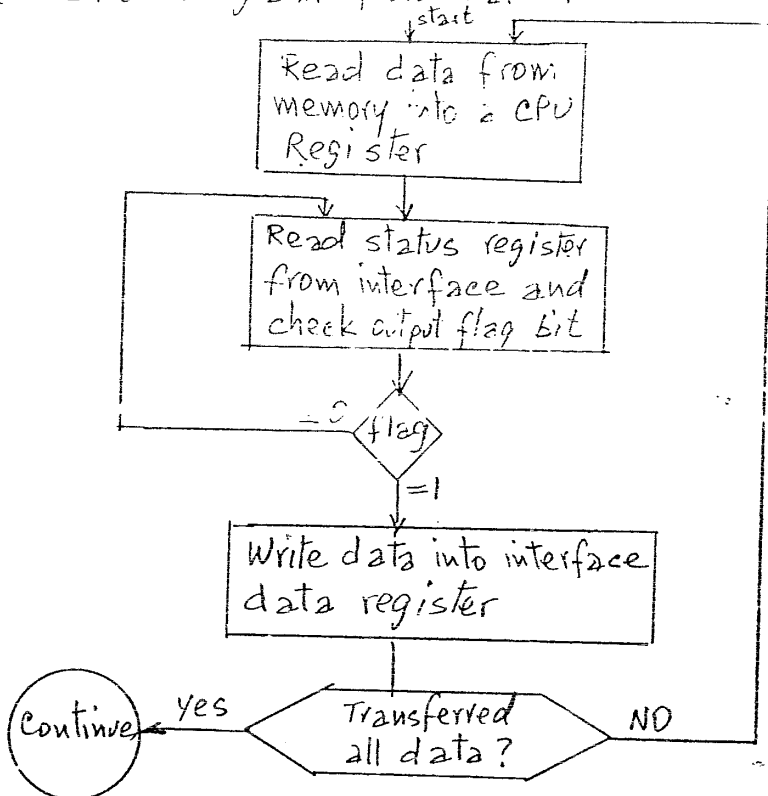 start
Read data from
memory into a CPU
Register
Read status register
from interface and
check output flag bit
=0
flag
=1
Write data into interface
data register
Transferred
all data?
Yes
NO
Continue